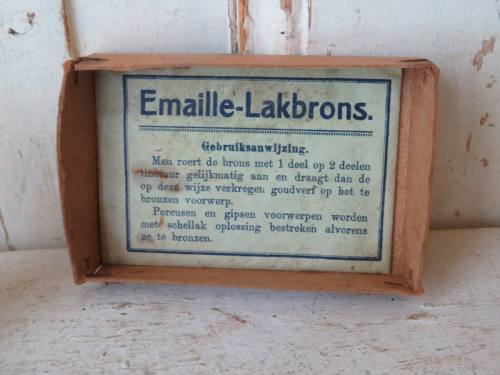 Emaille-Lakbrons.
Gebruiksanwijzing.
Men roert de brons met 1 deel op 2 deelen
tinctuur gelijkmatig aan en draagt dan de
op deze wijze verkregen goudverf op het te
bronzen voorwerp.
Poreusen en gipsen voorwerpen worden
met schellak oplossing bestreken alvorens
ze te bronzen.